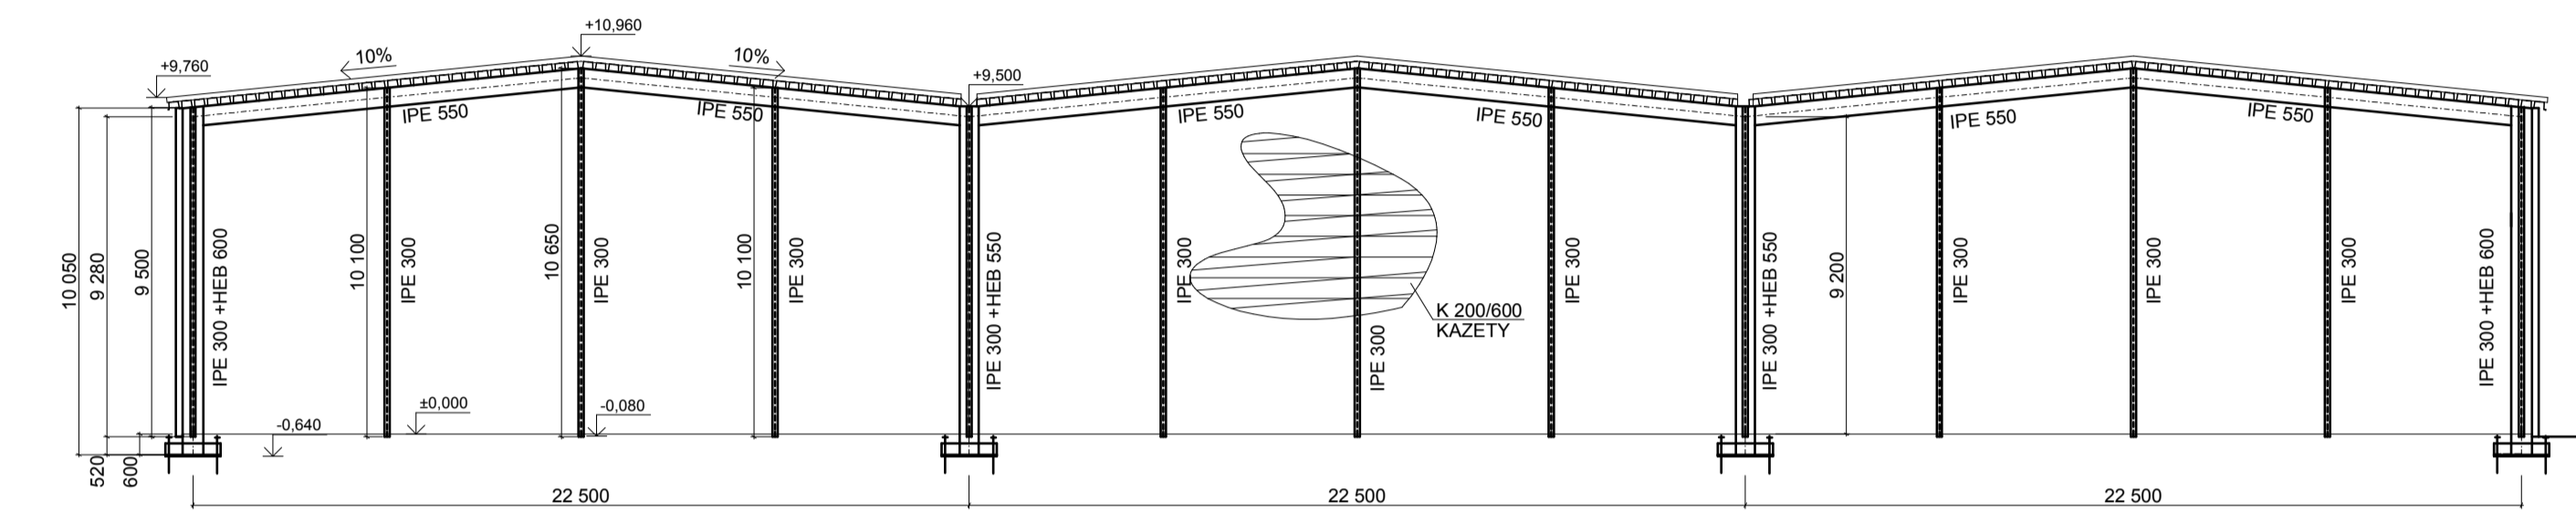 +10,960
10%
10%
+9,760
+9,500
IPE 550
IPE 550
IPE 550
IPE 550
IPE 550
IPE 550
10 050
9 280
9 500
IPE 300 +HEB 600
10 100
IPE 300
10 650
IPE 300
10 100
IPE 300
IPE 300 +HEB 550
IPE 300
IPE 300
K 200/600
KAZETY
IPE 300
IPE 300 +HEB 550
9 200
IPE 300
IPE 300
IPE 300
IPE 300 +HEB 600
±0,000
-0,080
-0,640
520
600
22 500
22 500
22 500